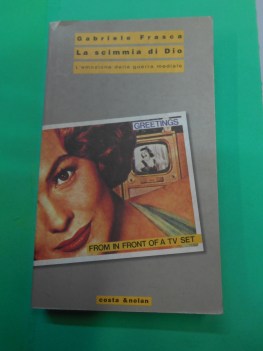 Gabriele Frasca
La scimmia di Dio
L'emozione della guerra mediale
GREETINGS
FROM IN FRONT OF A TV SET
costa &nolan